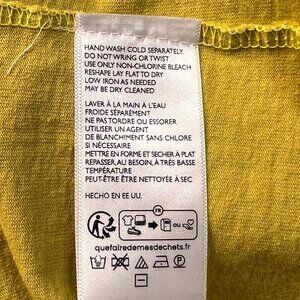 HAND WASH COLD SEPARATELY
DO NOT WRING OR TWIST
USE ONLY NON-CHLORINE BLEACH
RESHAPE LAY FLAT TO DRY
LOW IRON AS NEEDED
MAY BE DRY CLEANED
LAVER À LA MAIN À L'EAU
FROIDE SÉPARÉMENT
NE PAS TORDRE OU ESSORER
UTILISER UN AGENT
DE BLANCHIMENT SANS CHLORE
SI NÉCESSAIRE
METTRE EN FORME ET SÉCHER À PLAT
REPASSER, AU BESOIN, À TRÈS BASSE
TEMPÉRATURE
PEUT-ÊTRE ÊTRE NETTOYÉE À SEC
HECHO EN EE UU.
FR
ou
quefairedemesdechets.fr